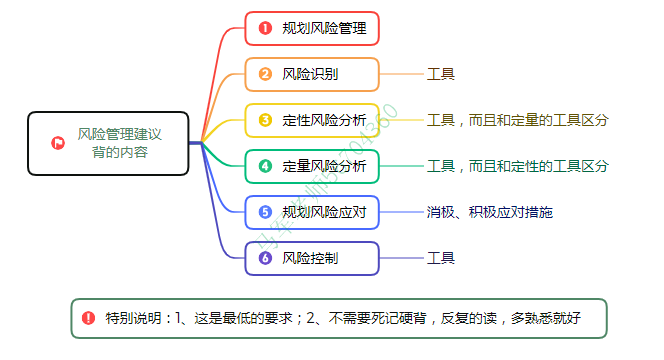 风险管理建议
背的内容
1 规划风险管理
2 风险识别
工具
3 定性风险分析
工具，而且和定量的工具区分
4 定量风险分析
工具，而且和定性的工具区分
5 规划风险应对
消极、积极应对措施
6 风险控制
工具
特别说明：1、这是最低的要求；2、不需要死记硬背，反复的读，多熟悉就好